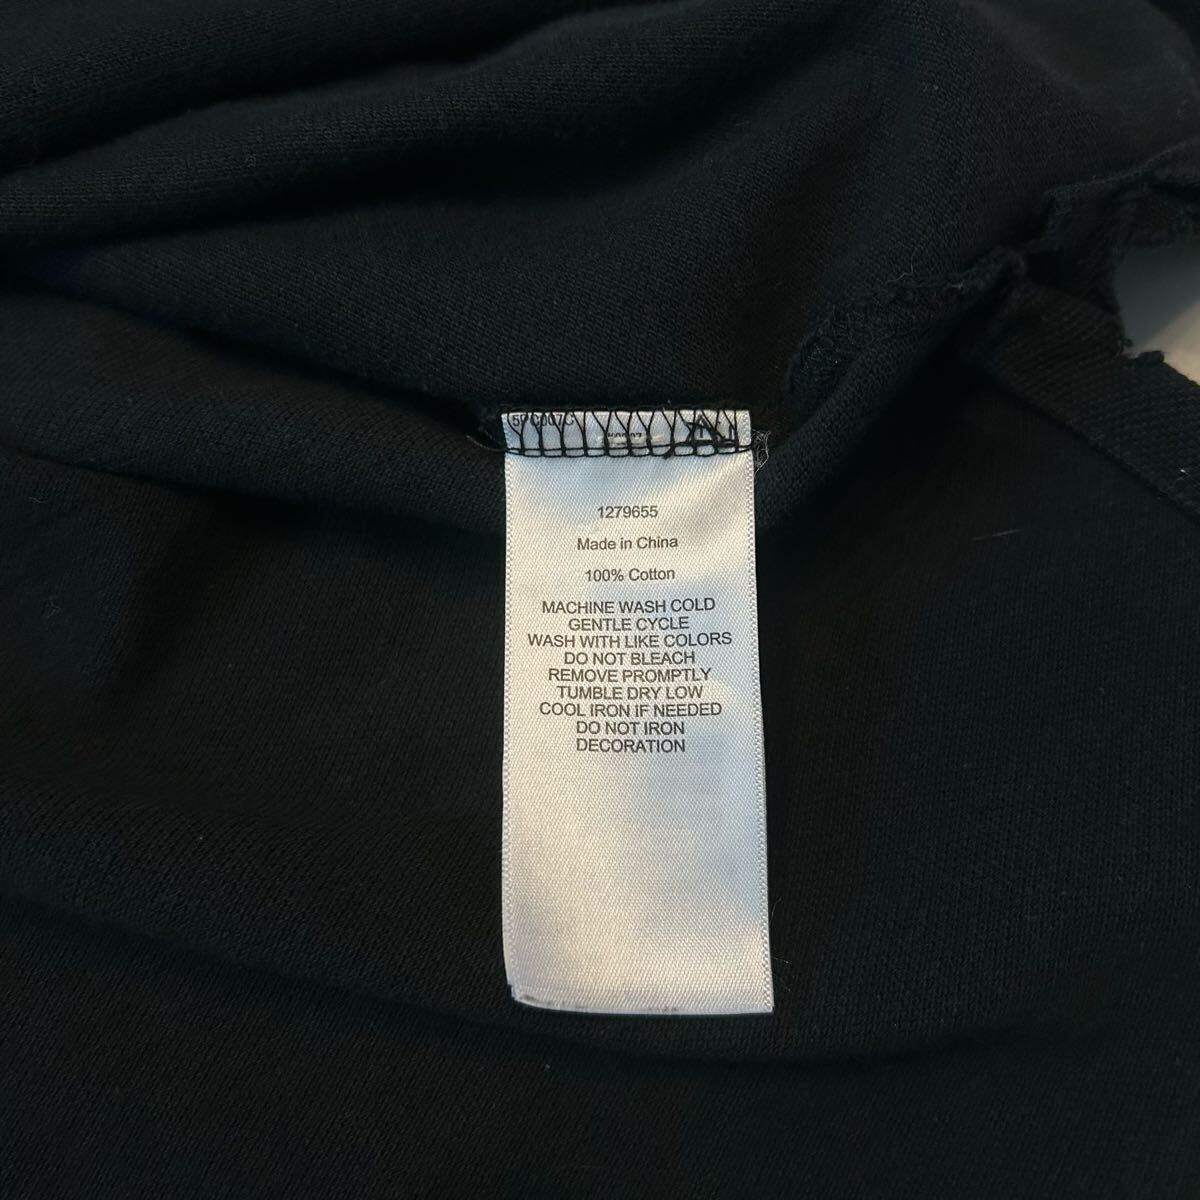 1279655
Made in China
100% Cotton
MACHINE WASH COLD
GENTLE CYCLE
WASH WITH LIKE COLORS
DO NOT BLEACH
REMOVE PROMPTLY
TUMBLE DRY LOW
COOL IRON IF NEEDED
DO NOT IRON
DECORATION